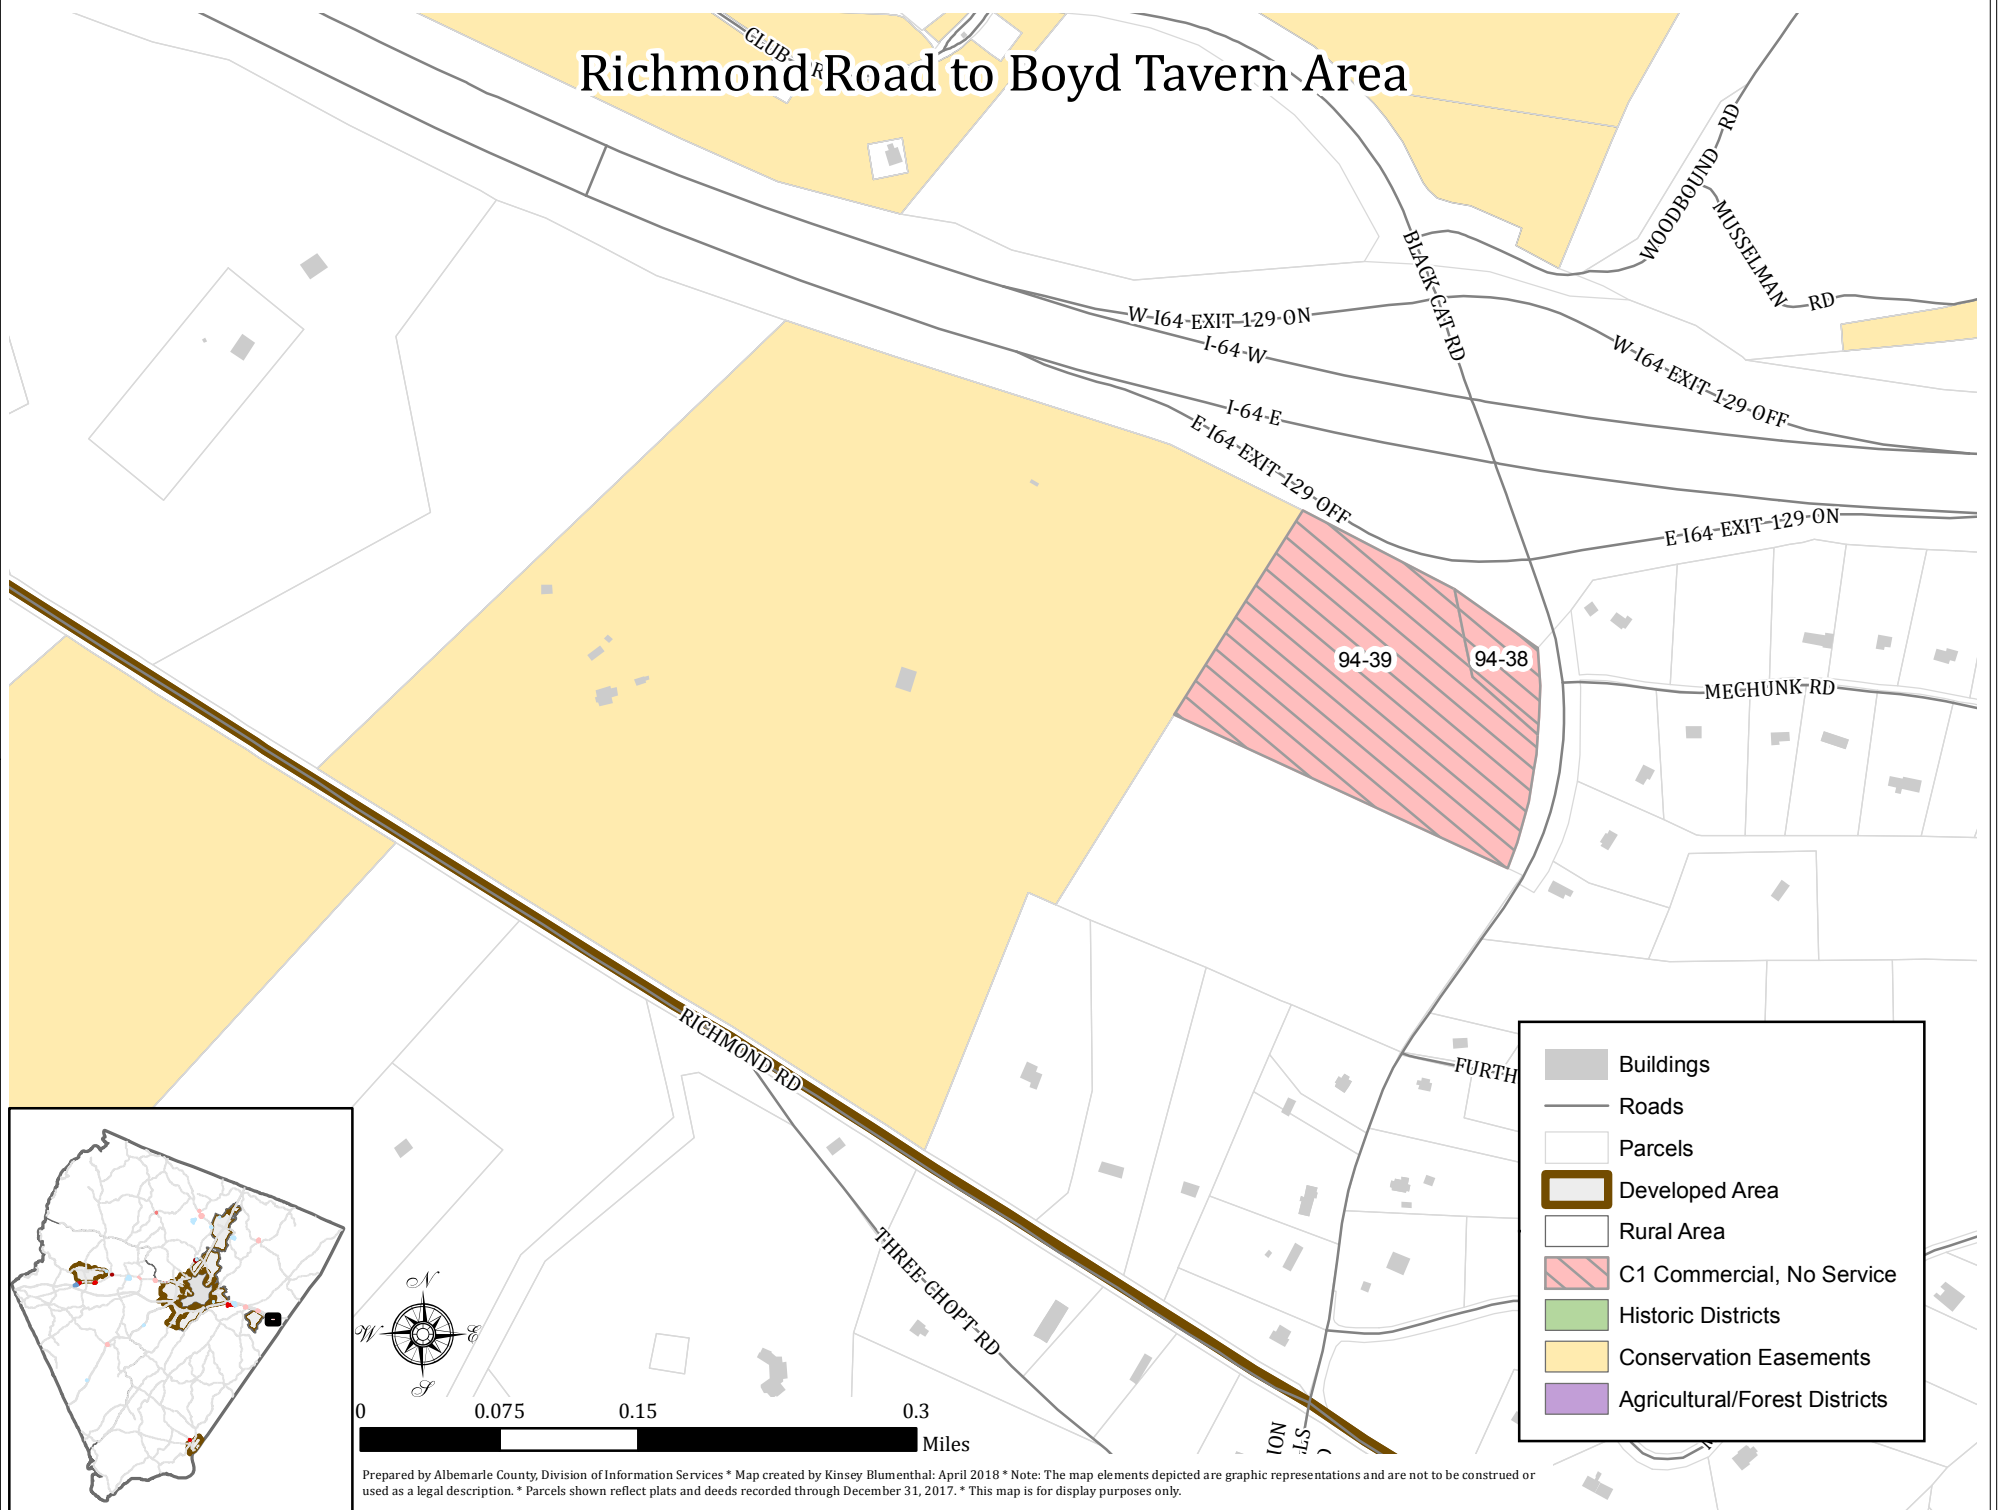 Richmond Road to Boyd Tavern Area
CLUB
WOODBOUND RD
MUSSELMAN RD
BLACK CAT RD
W I64 EXIT 129 ON
I-64 W
W I64 EXIT 129 OFF
I-64 E
E I64 EXIT 129 OFF
E I64 EXIT 129 ON
94-39
94-38
MECHUNK RD
RICHMOND RD
FURTH
THREE CHOPT RD
Buildings
Roads
Parcels
Developed Area
Rural Area
C1 Commercial, No Service
Historic Districts
Conservation Easements
Agricultural/Forest Districts
N
W
E
S
0 0.075 0.15 0.3
Miles
ION
Prepared by Albemarle County, Division of Information Services * Map created by Kinsey Blumenthal: April 2018 * Note: The map elements depicted are graphic representations and are not to be construed or
used as a legal description. * Parcels shown reflect plats and deeds recorded through December 31, 2017. * This map is for display purposes only.